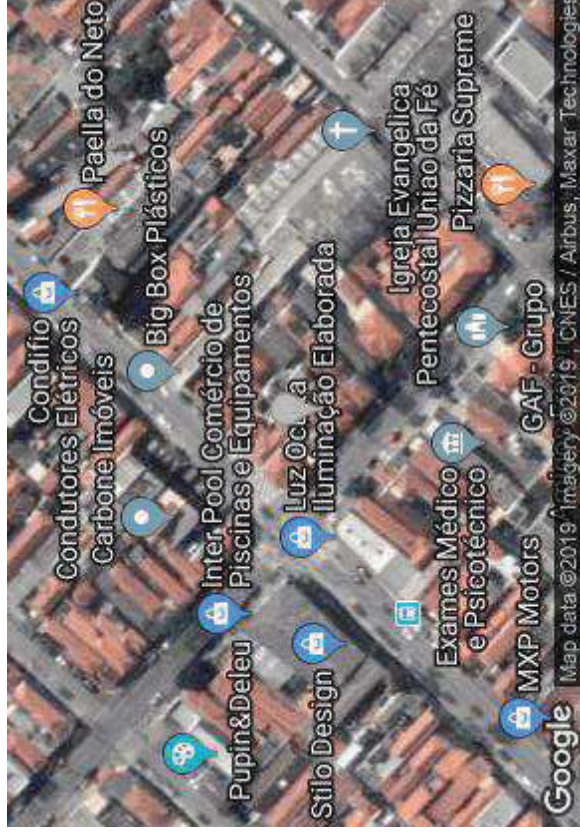 Condifio
Condutores Elétricos
Paella do Neto
Carbone Imóveis
Big Box Plásticos
Inter Pool Comércio de
Piscinas e Equipamentos
Pupin&Deleu
Luz
Iluminação Elaborada
Stilo Design
Igreja Evangélica
Pentecostal Uniao da Fé
Pizzaria Supreme
Exames Médico
e Psicotécnico
GAF - Grupo
MXP Motors
Google
Map data ©2019 Imagery ©2019 CNES / Airbus, Maxar Technologies